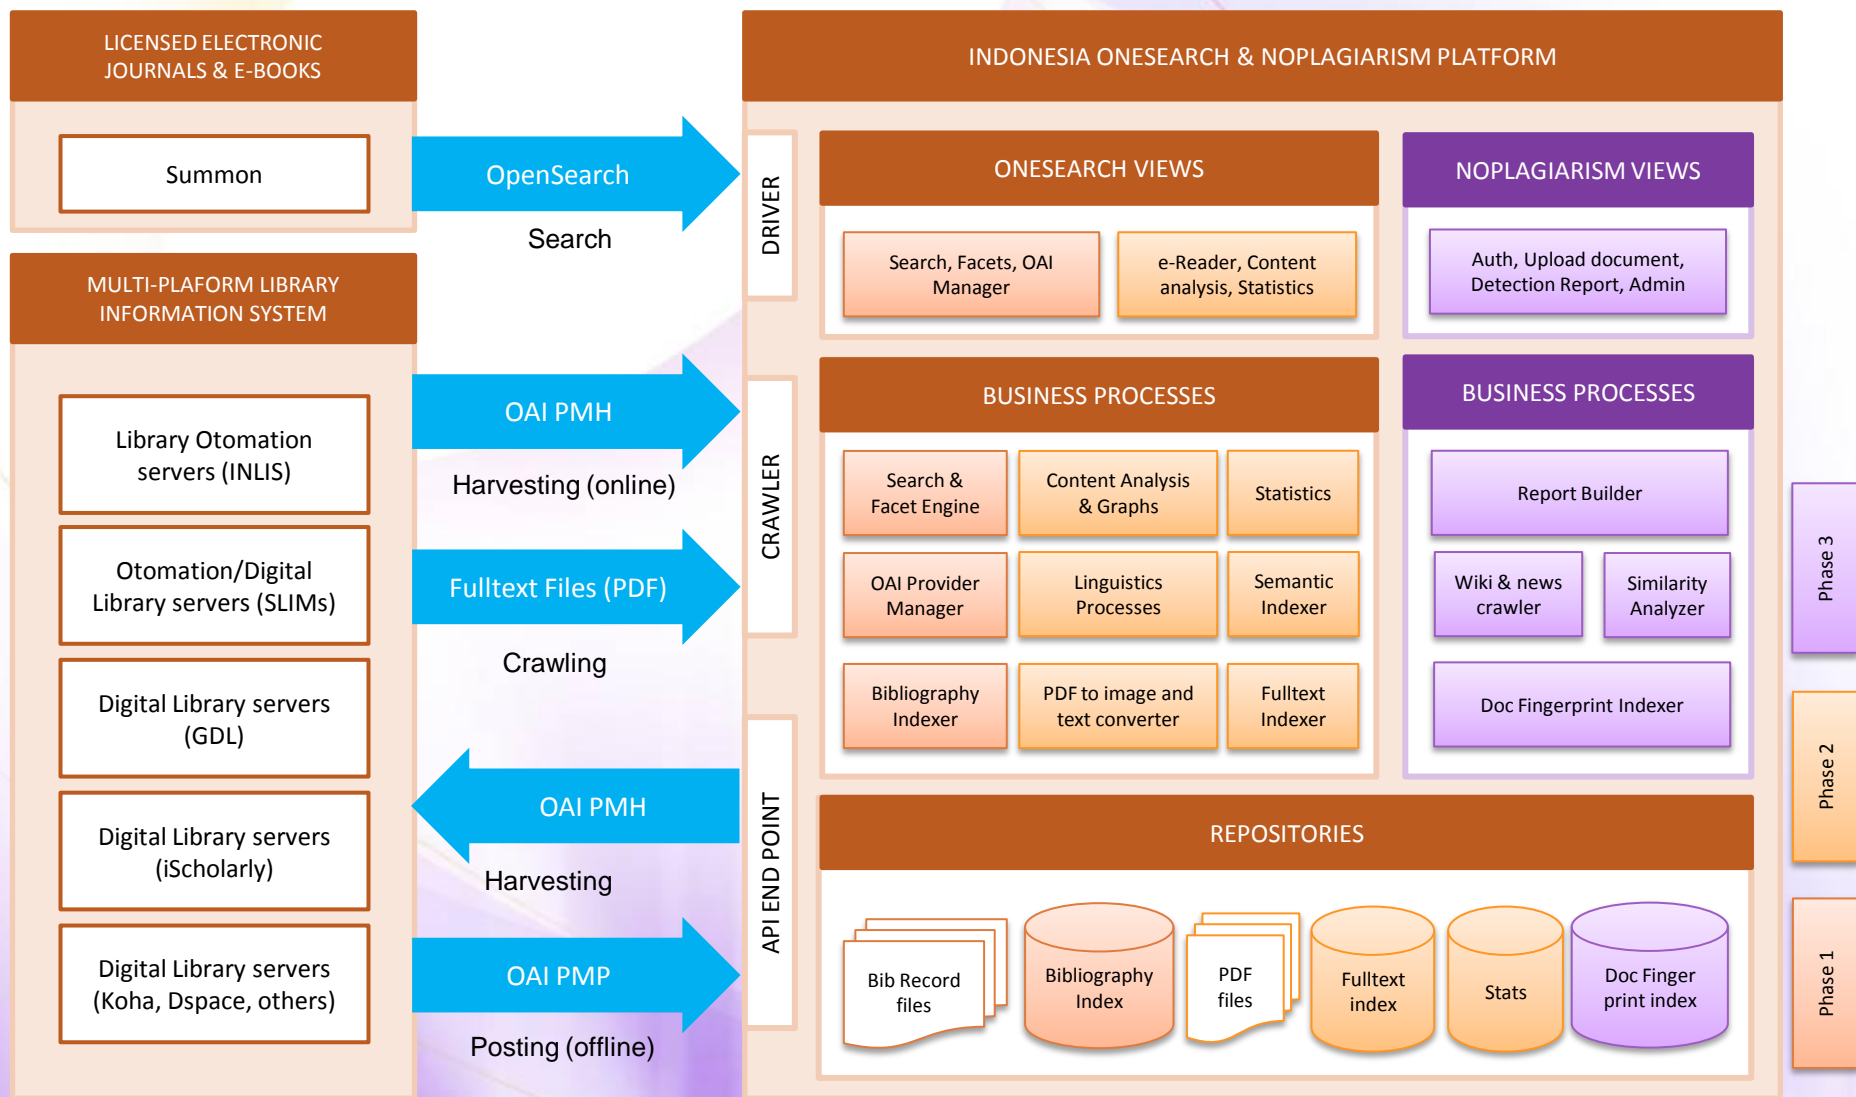 LICENSED ELECTRONIC
JOURNALS & E-BOOKS
Summon
MULTI-PLAFORM LIBRARY
INFORMATION SYSTEM
Library Otomation
servers (INLIS)
Otomation/Digital
Library servers (SLIMs)
Digital Library servers
(GDL)
Digital Library servers
(iScholarly)
Digital Library servers
(Koha, Dspace, others)
OpenSearch
Search
OAI PMH
Harvesting (online)
Fulltext Files (PDF)
Crawling
OAI PMH
Harvesting
OAI PMP
Posting (offline)
INDONESIA ONESEARCH & NOPLAGIARISM PLATFORM
DRIVER
CRAWLER
API END POINT
ONESEARCH VIEWS
Search, Facets, OAI
Manager
e-Reader, Content
analysis, Statistics
NOPLAGIARISM VIEWS
Auth, Upload document,
Detection Report, Admin
BUSINESS PROCESSES
Search &
Facet Engine
Content Analysis
& Graphs
Statistics
OAI Provider
Manager
Linguistics
Processes
Semantic
Indexer
Bibliography
Indexer
PDF to image and
text converter
Fulltext
Indexer
BUSINESS PROCESSES
Report Builder
Wiki & news
crawler
Similarity
Analyzer
Doc Fingerprint Indexer
REPOSITORIES
Bib Record
files
Bibliography
Index
PDF
files
Fulltext
index
Stats
Doc Finger
print index
Phase 3
Phase 2
Phase 1